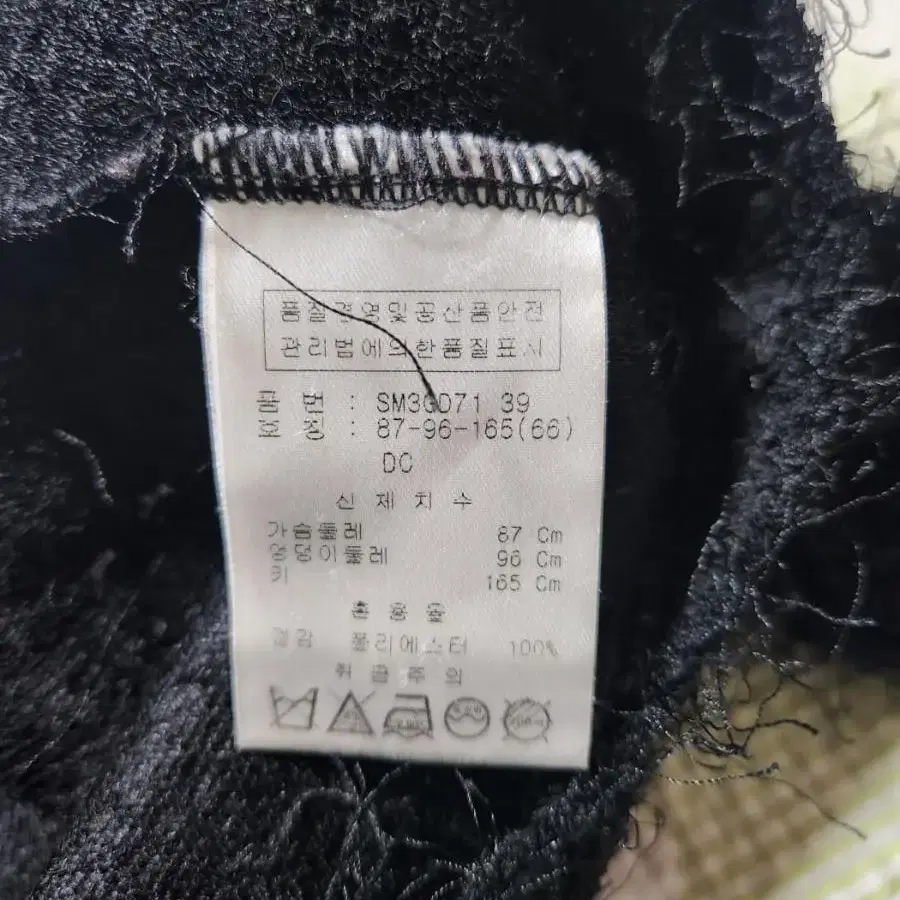 품질경영및공산품안전
관리법에의한품질표시
품 번 : SM3GD71 39
호 칭 : 87-96-165(66)
DC
신 체 치 수
가슴둘레 87 Cm
엉덩이둘레 96 Cm
키 165 Cm
혼 용 율
겉감 폴리에스터 100%
취 급 주 의